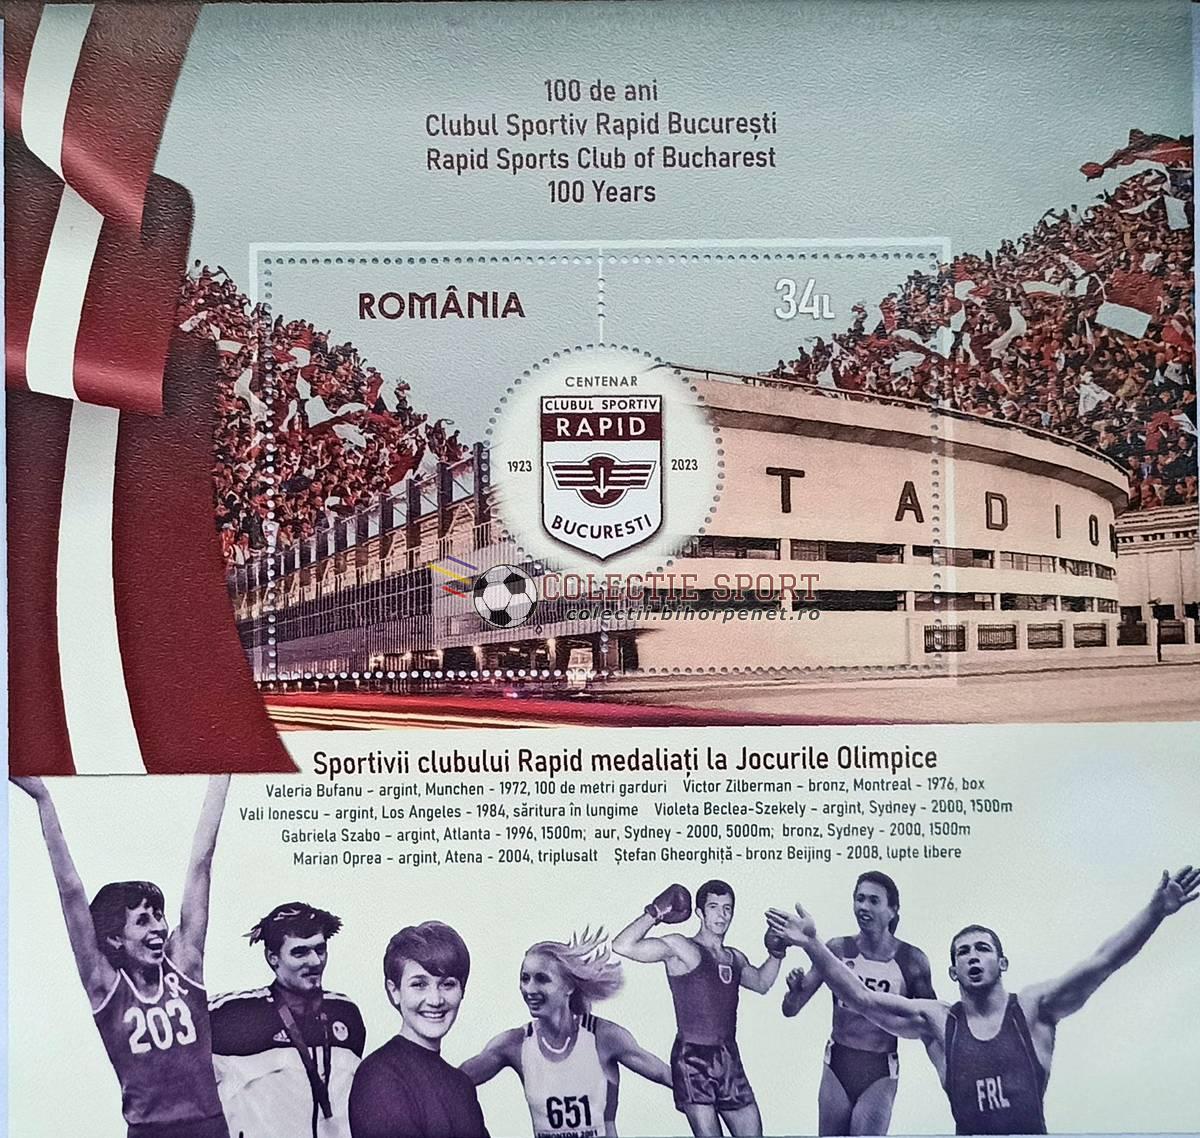 100 de ani
Clubul Sportiv Rapid București
Rapid Sports Club of Bucharest
100 Years
ROMÂNIA
34L
CENTENAR
CLUBUL SPORTIV
RAPID
1923 2023
BUCURESTI
TADION
COLECTIE SPORT
colectii.bihorpenet.ro
Sportivii clubului Rapid medaliați la Jocurile Olimpice
Valeria Bufanu - argint, Munchen - 1972, 100 de metri garduri Victor Zilberman - bronz, Montreal - 1976, box
Vali Ionescu - argint, Los Angeles - 1984, săritura în lungime Violeta Beclea-Szekely - argint, Sydney - 2000, 1500m
Gabriela Szabo - argint, Atlanta - 1996, 1500m; aur, Sydney - 2000, 5000m; bronz, Sydney - 2000, 1500m
Marian Oprea - argint, Atena - 2004, triplusalt Ștefan Gheorghiță - bronz Beijing - 2008, lupte libere
R
203
adidas
651
EDMONTON 2001
FRL